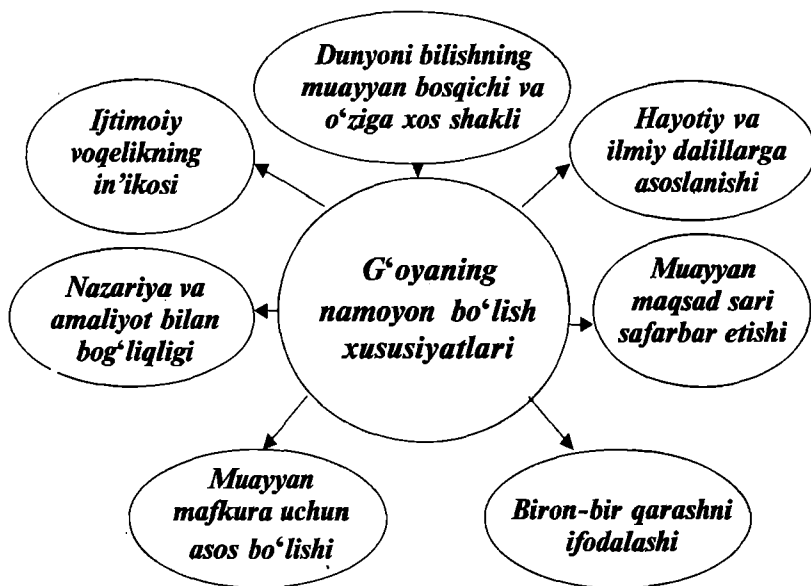 Dunyoni bilishning
muayyan bosqichi va
o‘ziga xos shakli
Ijtimoiy
voqelikning
in’ikosi
Hayotiy va
ilmiy dalillarga
asoslanishi
G‘oyaning
namoyon bo‘lish
xususiyatlari
Nazariya va
amaliyot bilan
bog‘liqligi
Muayyan
maqsad sari
safarbar etishi
Muayyan
mafkura uchun
asos bo‘lishi
Biron-bir qarashni
ifodalashi